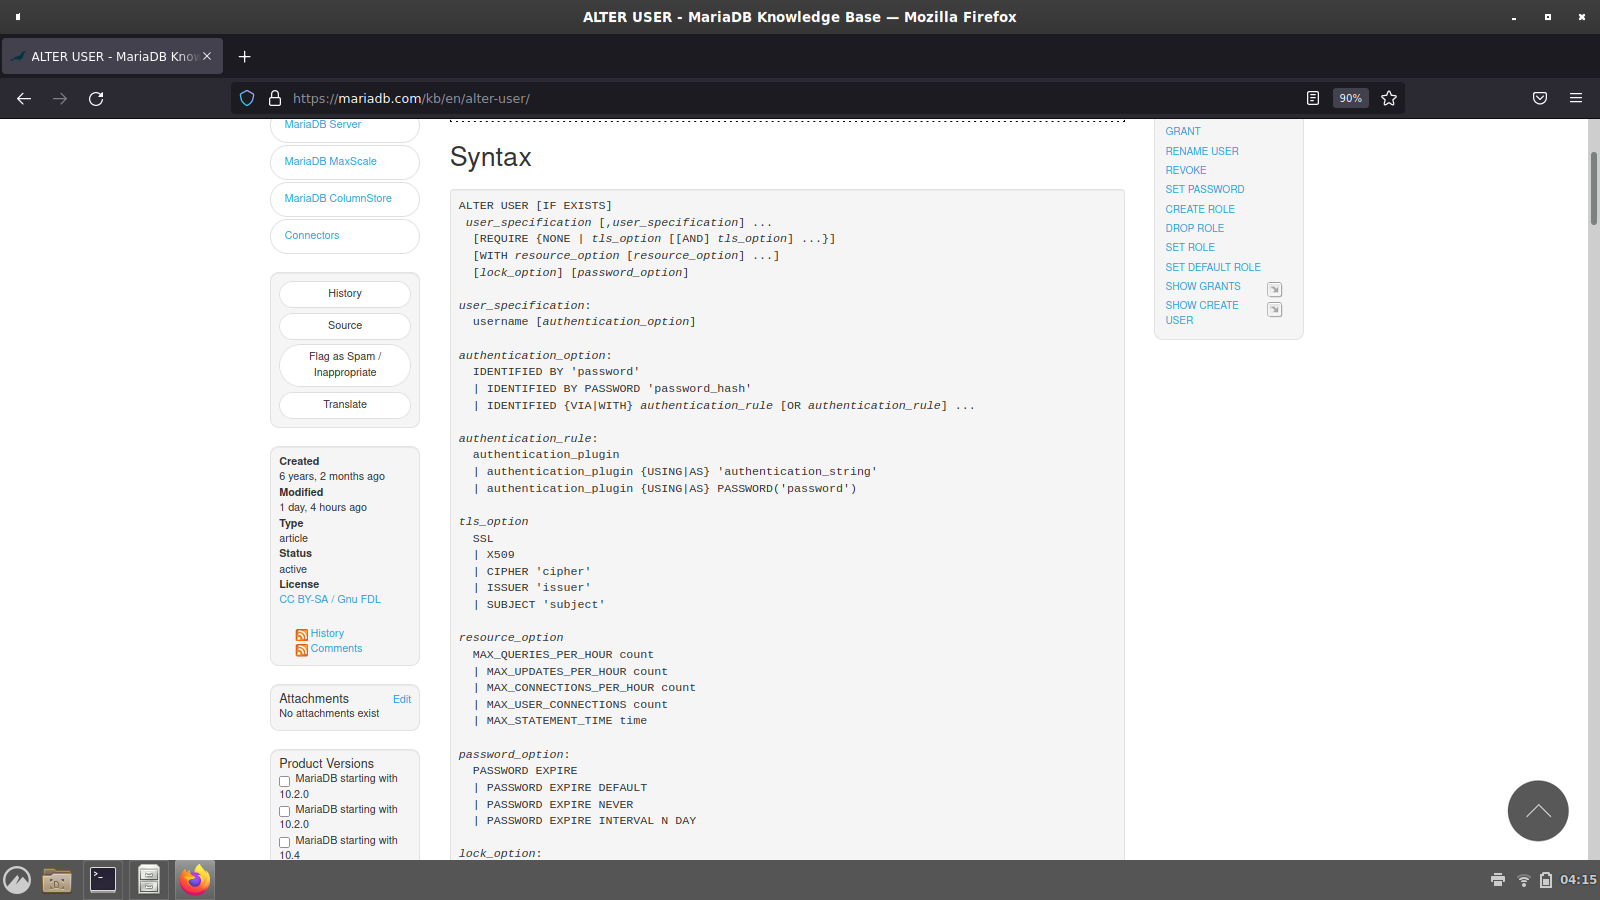 ALTER USER - MariaDB Knowledge Base — Mozilla Firefox
ALTER USER - MariaDB Know
https://mariadb.com/kb/en/alter-user/
90%
MariaDB Server
MariaDB MaxScale
MariaDB ColumnStore
Connectors
History
Source
Flag as Spam /
Inappropriate
Translate
Created
6 years, 2 months ago
Modified
1 day, 4 hours ago
Type
article
Status
active
License
CC BY-SA / Gnu FDL
History
Comments
Attachments Edit
No attachments exist
Product Versions
MariaDB starting with
10.2.0
MariaDB starting with
10.2.0
MariaDB starting with
10.4
Syntax
ALTER USER [IF EXISTS]
user_specification [,user_specification] ...
[REQUIRE {NONE | tls_option [[AND] tls_option] ...}]
[WITH resource_option [resource_option] ...]
[lock_option] [password_option]
user_specification:
username [authentication_option]
authentication_option:
IDENTIFIED BY 'password'
| IDENTIFIED BY PASSWORD 'password_hash'
| IDENTIFIED {VIA|WITH} authentication_rule [OR authentication_rule] ...
authentication_rule:
authentication_plugin
| authentication_plugin {USING|AS} 'authentication_string'
| authentication_plugin {USING|AS} PASSWORD('password')
tls_option
SSL
| X509
| CIPHER 'cipher'
| ISSUER 'issuer'
| SUBJECT 'subject'
resource_option
MAX_QUERIES_PER_HOUR count
| MAX_UPDATES_PER_HOUR count
| MAX_CONNECTIONS_PER_HOUR count
| MAX_USER_CONNECTIONS count
| MAX_STATEMENT_TIME time
password_option:
PASSWORD EXPIRE
| PASSWORD EXPIRE DEFAULT
| PASSWORD EXPIRE NEVER
| PASSWORD EXPIRE INTERVAL N DAY
lock_option:
GRANT
RENAME USER
REVOKE
SET PASSWORD
CREATE ROLE
DROP ROLE
SET ROLE
SET DEFAULT ROLE
SHOW GRANTS
SHOW CREATE
USER
04:15